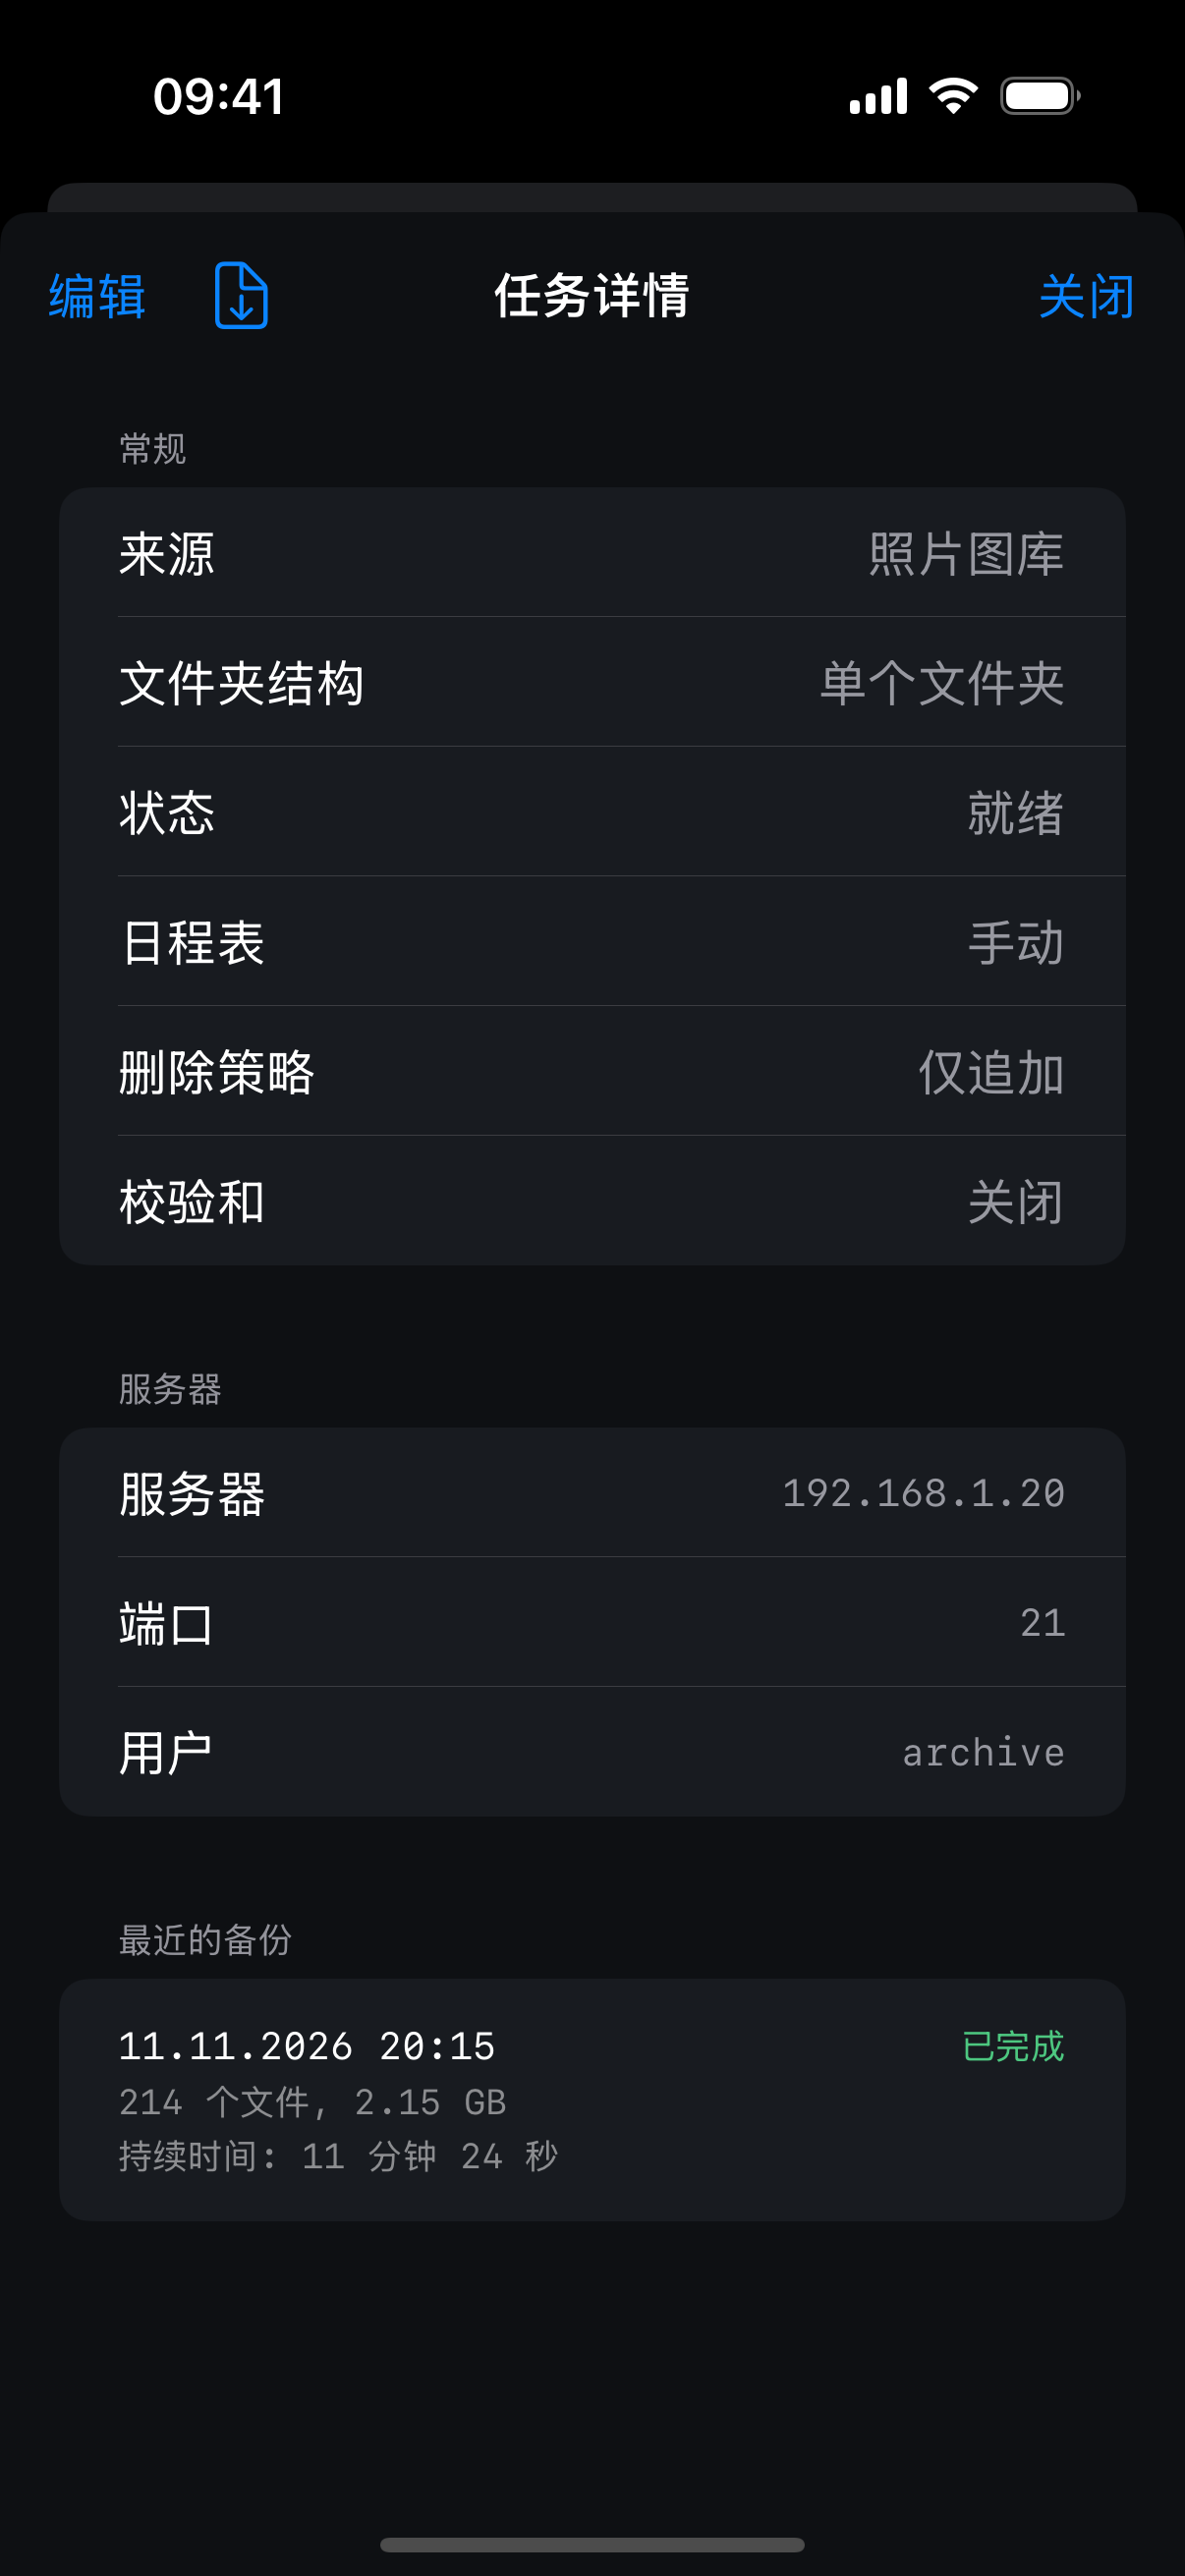 09:41
编辑
任务详情
关闭
常规
来源 照片图库
文件夹结构 单个文件夹
状态 就绪
日程表 手动
删除策略 仅追加
校验和 关闭
服务器
服务器 192.168.1.20
端口 21
用户 archive
最近的备份
11.11.2026 20:15 已完成
214 个文件, 2.15 GB
持续时间: 11 分钟 24 秒